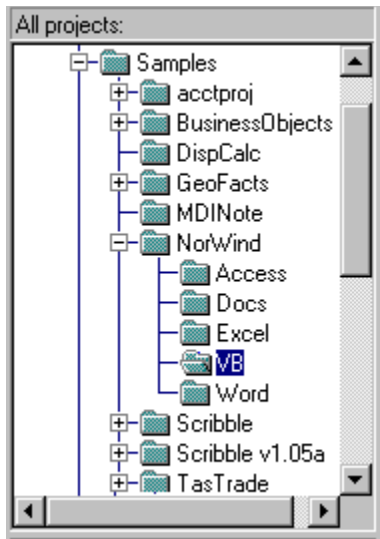 All projects:
Samples
acctproj
BusinessObjects
DispCalc
GeoFacts
MDINote
NorWind
Access
Docs
Excel
VB
Word
Scribble
Scribble v1.05a
TasTrade